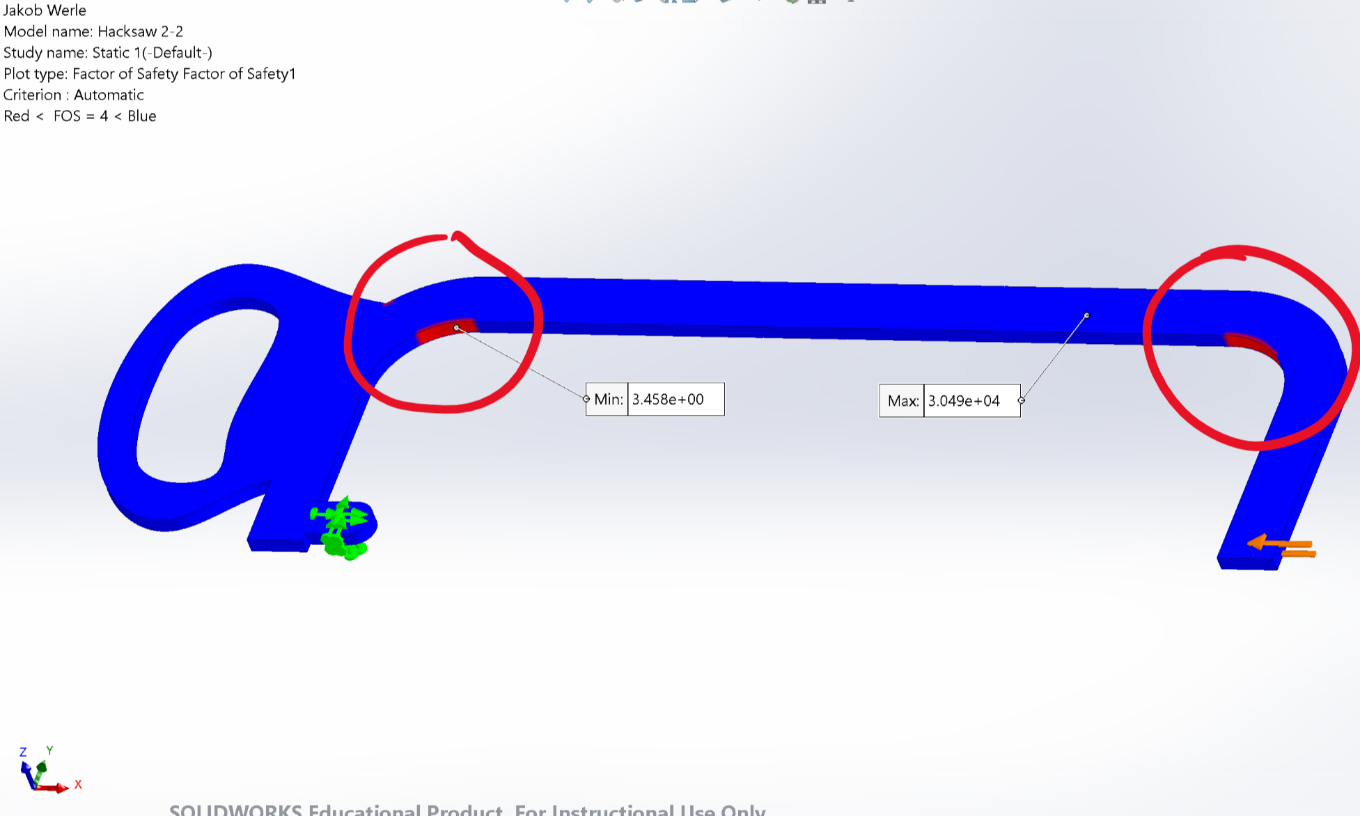 Jakob Werle
Model name: Hacksaw 2-2
Study name: Static 1(-Default-)
Plot type: Factor of Safety Factor of Safety1
Criterion : Automatic
Red < FOS = 4 < Blue
Min: 3.458e+00
Max: 3.049e+04
Z Y
X
SOLIDWORKS Educational Product. For Instructional Use Only.